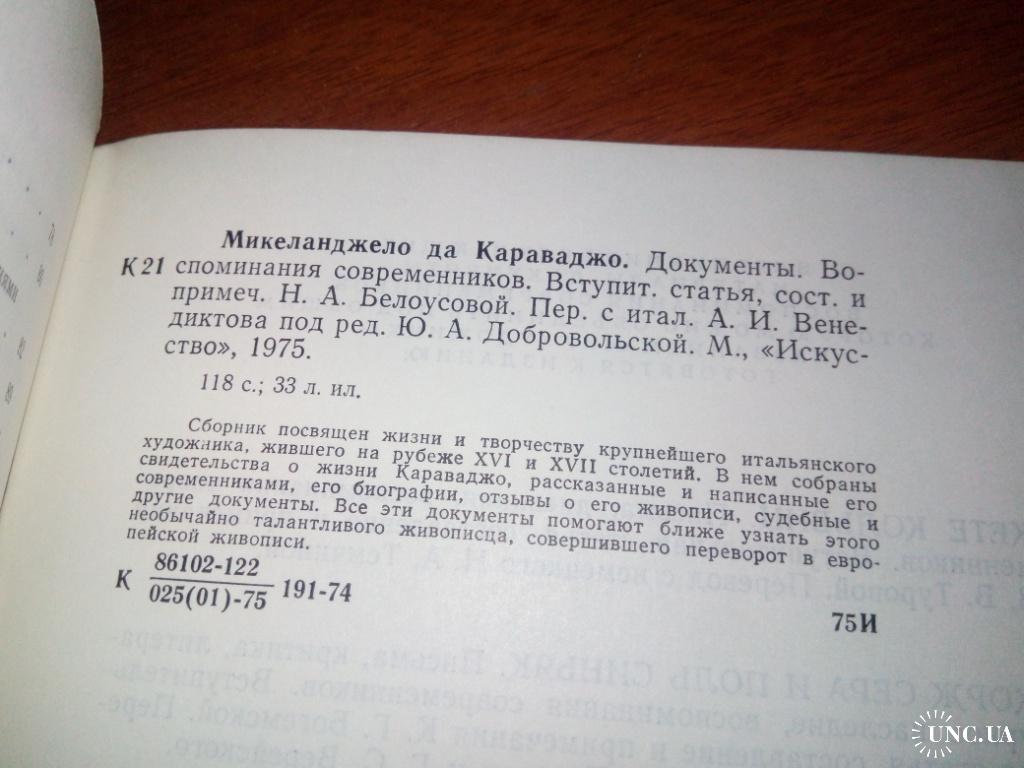 Микеланджело да Караваджо. Документы. Во-
К21 споминания современников. Вступит. статья, сост. и
примеч. Н. А. Белоусовой. Пер. с итал. А. И. Вене-
диктова под ред. Ю. А. Добровольской. М., «Искус-
ство», 1975.
118 с.; 33 л. ил.
Сборник посвящен жизни и творчеству крупнейшего итальянского
художника, жившего на рубеже XVI и XVII столетий. В нем собраны
свидетельства о жизни Караваджо, рассказанные и написанные его
современниками, его биографии, отзывы о его живописи, судебные и
другие документы. Все эти документы помогают ближе узнать этого
необычайно талантливого живописца, совершившего переворот в евро-
пейской живописи.
К 86102-122
025(01)-75 191-74
75И
UNC.UA